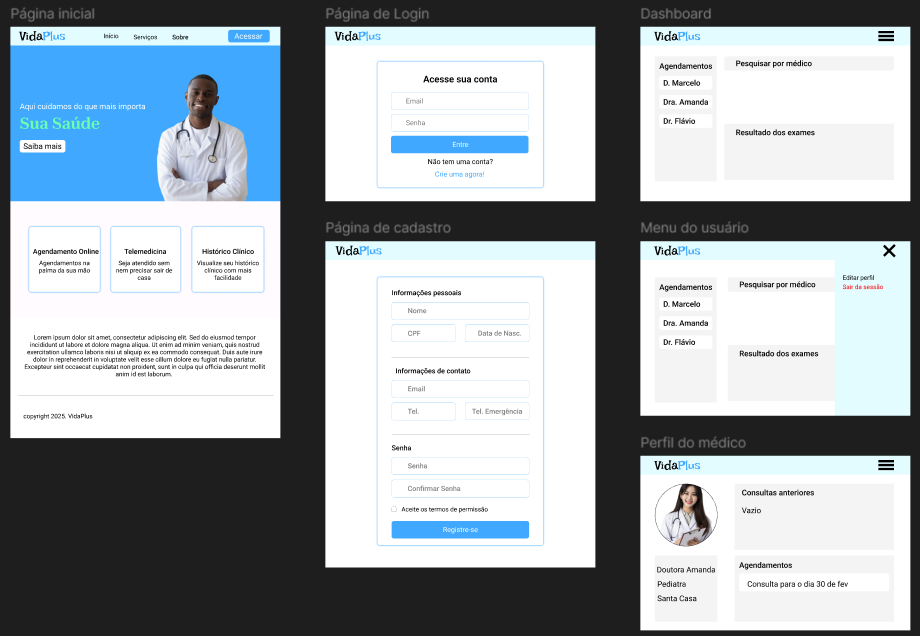 Página inicial
VidaPlus
Início
Serviços
Sobre
Acessar
Aqui cuidamos do que mais importa
Sua Saúde
Saiba mais
Agendamento Online
Agendamentos na
palma da sua mão
Telemedicina
Seja atendido sem
nem precisar sair de
casa
Histórico Clínico
Visualize seu histórico
clínico com mais
facilidade
Lorem ipsum dolor sit amet, consectetur adipiscing elit. Sed do eiusmod tempor
incididunt ut labore et dolore magna aliqua. Ut enim ad minim veniam, quis nostrud
exercitation ullamco laboris nisi ut aliquip ex ea commodo consequat. Duis aute irure
dolor in reprehenderit in voluptate velit esse cillum dolore eu fugiat nulla pariatur.
Excepteur sint occaecat cupidatat non proident, sunt in culpa qui officia deserunt mollit
anim id est laborum.
copyright 2025, VidaPlus
Página de Login
VidaPlus
Acesse sua conta
Email
Senha
Entre
Não tem uma conta?
Crie uma agora!
Página de cadastro
VidaPlus
Informações pessoais
Nome
CPF
Data de Nasc.
Informações de contato
Email
Tel.
Tel. Emergência
Senha
Senha
Confirmar Senha
Aceite os termos de permissão
Registre-se
Dashboard
VidaPlus
Agendamentos
D. Marcelo
Dra. Amanda
Dr. Flávio
Pesquisar por médico
Resultado dos exames
Menu do usuário
VidaPlus
Agendamentos
D. Marcelo
Dra. Amanda
Dr. Flávio
Pesquisar por médico
Resultado dos exames
Editar perfil
Sair da sessão
Perfil do médico
VidaPlus
Doutora Amanda
Pediatra
Santa Casa
Consultas anteriores
Vazio
Agendamentos
Consulta para o dia 30 de fev